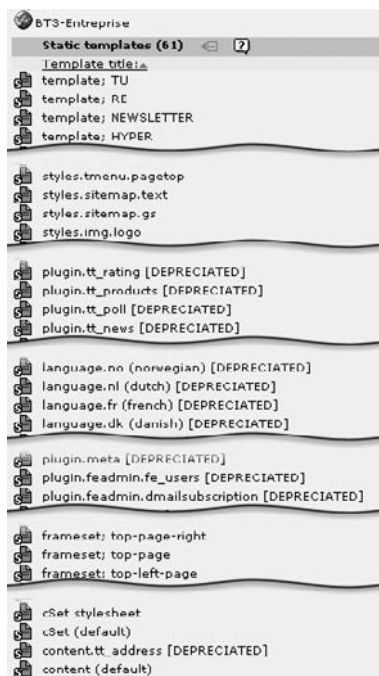 BT3-Entreprise
Static templates (61)
Template title:
template; TU
template; RE
template; NEWSLETTER
template; HYPER
styles.tmenu.pagetop
styles.sitemap.text
styles.sitemap.gs
styles.img.logo
plugin.tt_rating [DEPRECIATED]
plugin.tt_products [DEPRECIATED]
plugin.tt_poll [DEPRECIATED]
plugin.tt_news [DEPRECIATED]
language.no (norwegian) [DEPRECIATED]
language.nl (dutch) [DEPRECIATED]
language.fr (french) [DEPRECIATED]
language.dk (danish) [DEPRECIATED]
plugin.meta [DEPRECIATED]
plugin.feadmin.fe_users [DEPRECIATED]
plugin.feadmin.dmailsubscription [DEPRECIATED]
frameset; top-page-right
frameset; top-page
frameset; top-left-page
cSet stylesheet
cSet (default)
content.tt_address [DEPRECIATED]
content (default)